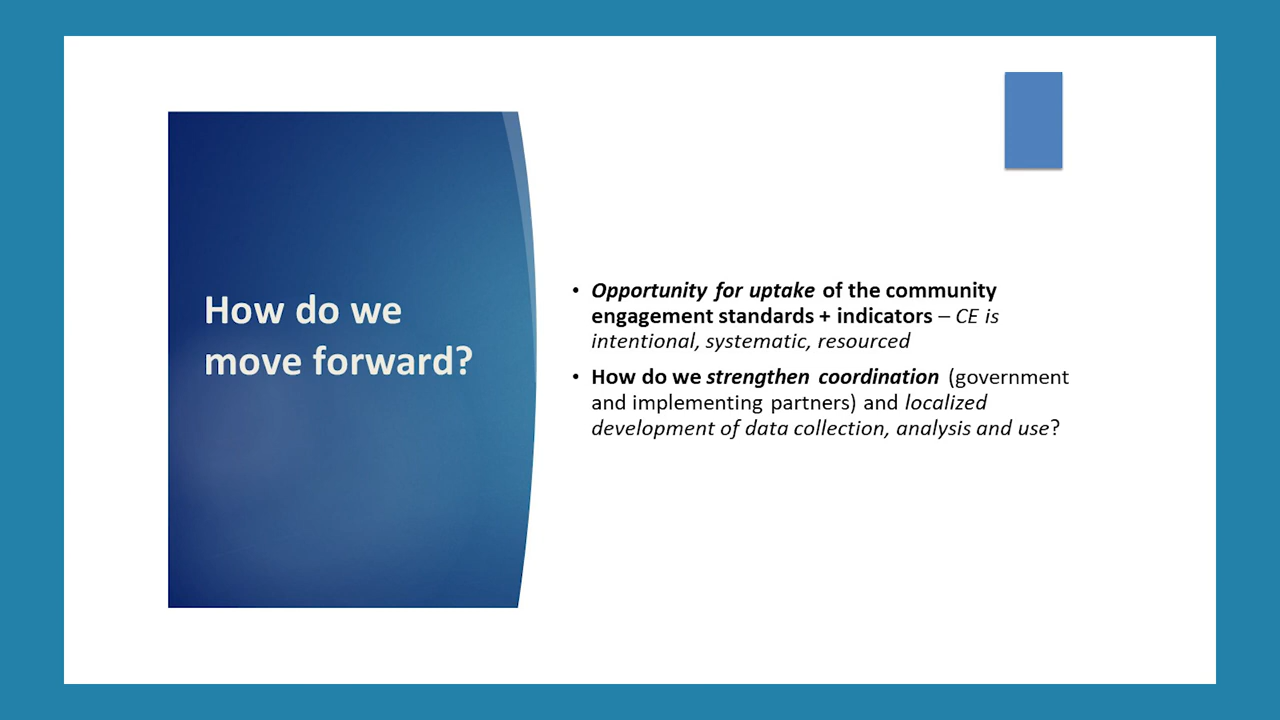 How do we
move forward?
• Opportunity for uptake of the community
engagement standards + indicators – CE is
intentional, systematic, resourced
• How do we strengthen coordination (government
and implementing partners) and localized
development of data collection, analysis and use?